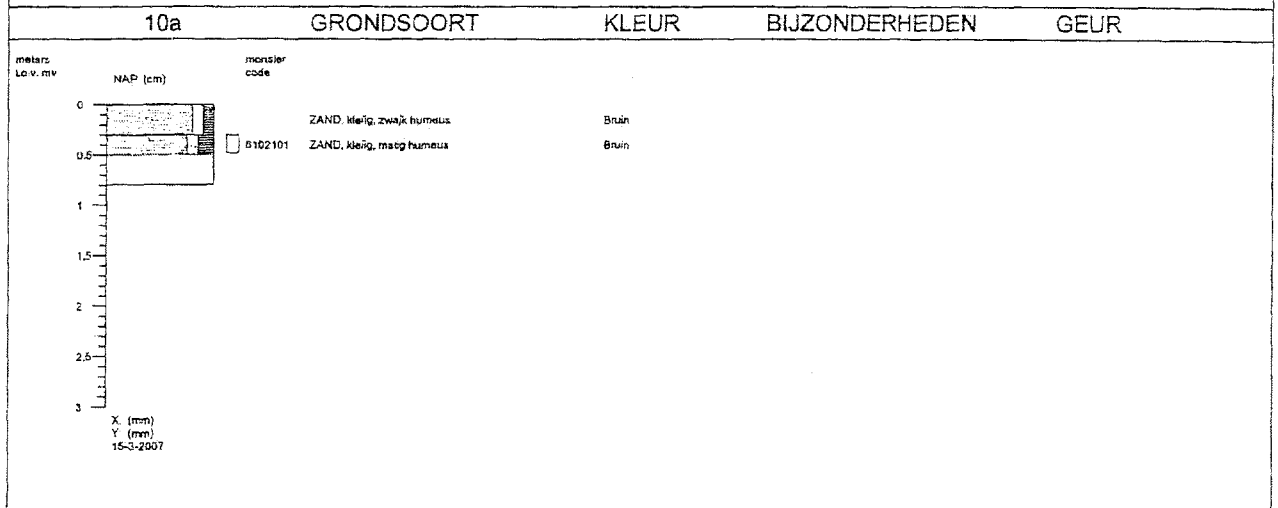 10a GRONDSOORT KLEUR BIJZONDERHEDEN GEUR
meters monster
t.o.v. mv NAP (cm) code
0
ZAND, kleiig, zwak humeus Bruin
6102101 ZAND, kleiig, matig humeus Bruin
0.5
1
1.5
2
2.5
3
X (mm)
Y (mm)
15-3-2007